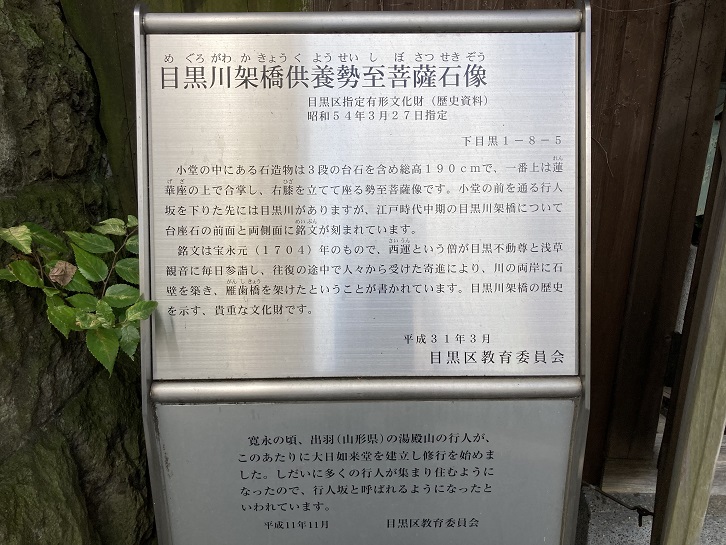 め ぐろ がわ か きょう く よう せい し ぼ さつ せき ぞう
目黒川架橋供養勢至菩薩石像
目黒区指定有形文化財（歴史資料）
昭和５４年３月２７日指定
下目黒１－８－５
れん
小堂の中にある石造物は３段の台石を含め総高１９０ｃｍで、一番上は蓮
げ ざ ひざ
華座の上で合掌し、右膝を立てて座る勢至菩薩像です。小堂の前を通る行人
坂を下りた先には目黒川がありますが、江戸時代中期の目黒川架橋について
めいぶん
台座石の前面と両側面に銘文が刻まれています。
さいうん
銘文は宝永元（１７０４）年のもので、西運という僧が目黒不動尊と浅草
観音に毎日参詣し、往復の途中で人々から受けた寄進により、川の両岸に石
がん し きょう
壁を築き、雁歯橋を架けたということが書かれています。目黒川架橋の歴史
を示す、貴重な文化財です。
平成３１年３月
目黒区教育委員会
寛永の頃、出羽（山形県）の湯殿山の行人が、
このあたりに大日如来堂を建立し修行を始めま
した。しだいに多くの行人が集まり住むように
なったので、行人坂と呼ばれるようになったと
いわれています。
平成11年11月 目黒区教育委員会